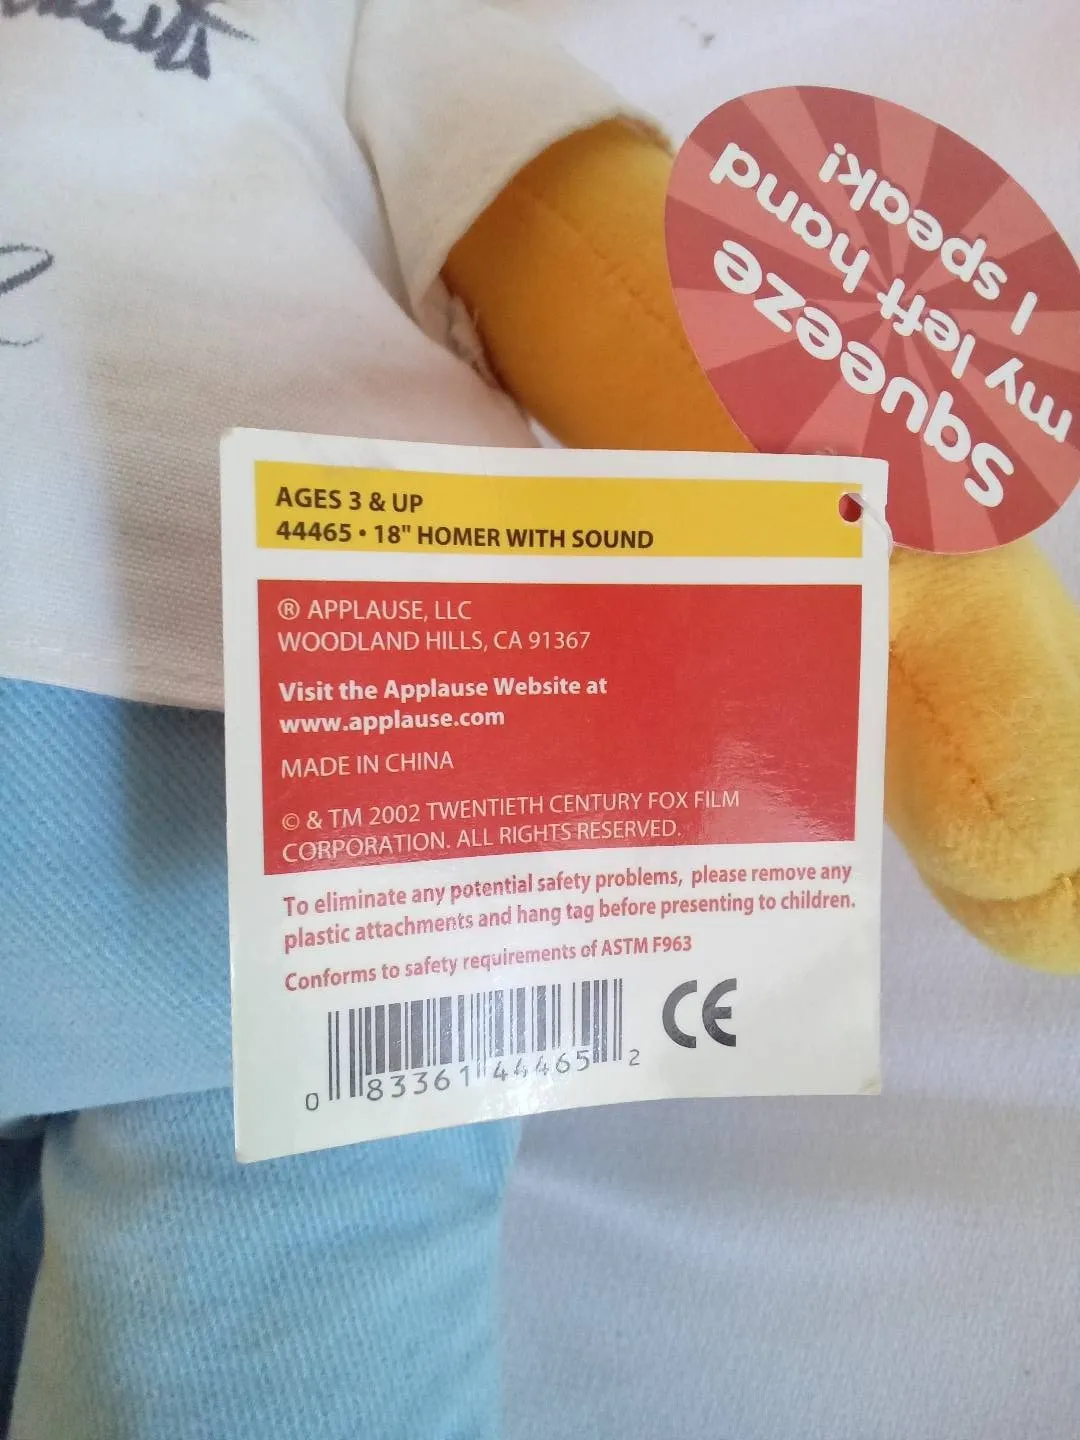 Squeeze
my left hand
I speak!
AGES 3 & UP
44465 • 18" HOMER WITH SOUND
® APPLAUSE, LLC
WOODLAND HILLS, CA 91367
Visit the Applause Website at
www.applause.com
MADE IN CHINA
© & TM 2002 TWENTIETH CENTURY FOX FILM
CORPORATION. ALL RIGHTS RESERVED.
To eliminate any potential safety problems, please remove any
plastic attachments and hang tag before presenting to children.
Conforms to safety requirements of ASTM F963
CE
0 83361 44465 2